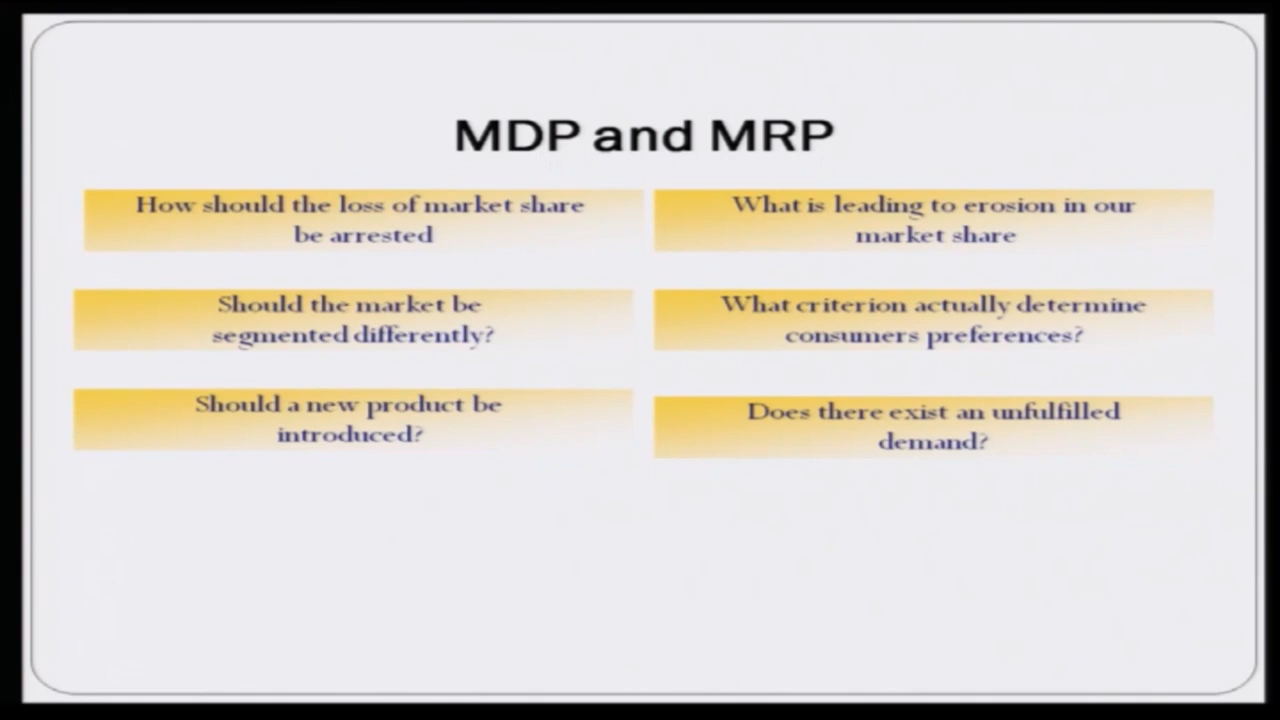 MDP and MRP
How should the loss of market share
be arrested
What is leading to erosion in our
market share
Should the market be
segmented differently?
What criterion actually determine
consumers preferences?
Should a new product be
introduced?
Does there exist an unfulfilled
demand?